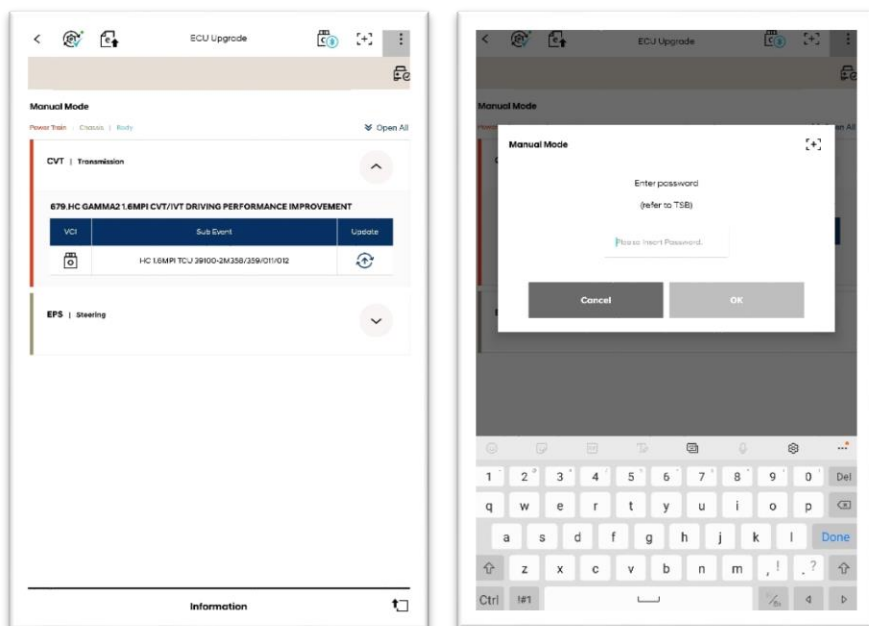 ECU Upgrade
Manual Mode
Power Train | Chassis | Body
Open All
CVT | Transmission
679.HC GAMMA2 1.6MPI CVT/IVT DRIVING PERFORMANCE IMPROVEMENT
VCI Sub Event Update
HC 1.6MPI TCU 39100-2M358/359/011/012
EPS | Steering
Information
ECU Upgrade
Manual Mode
Manual Mode
Enter password
(refer to TSB)
Please Insert Password.
Cancel OK
1 2 3 4 5 6 7 8 9 0 Del
q w e r t y u i o p
a s d f g h j k l Done
z x c v b n m , ! . ?
Ctrl !#1